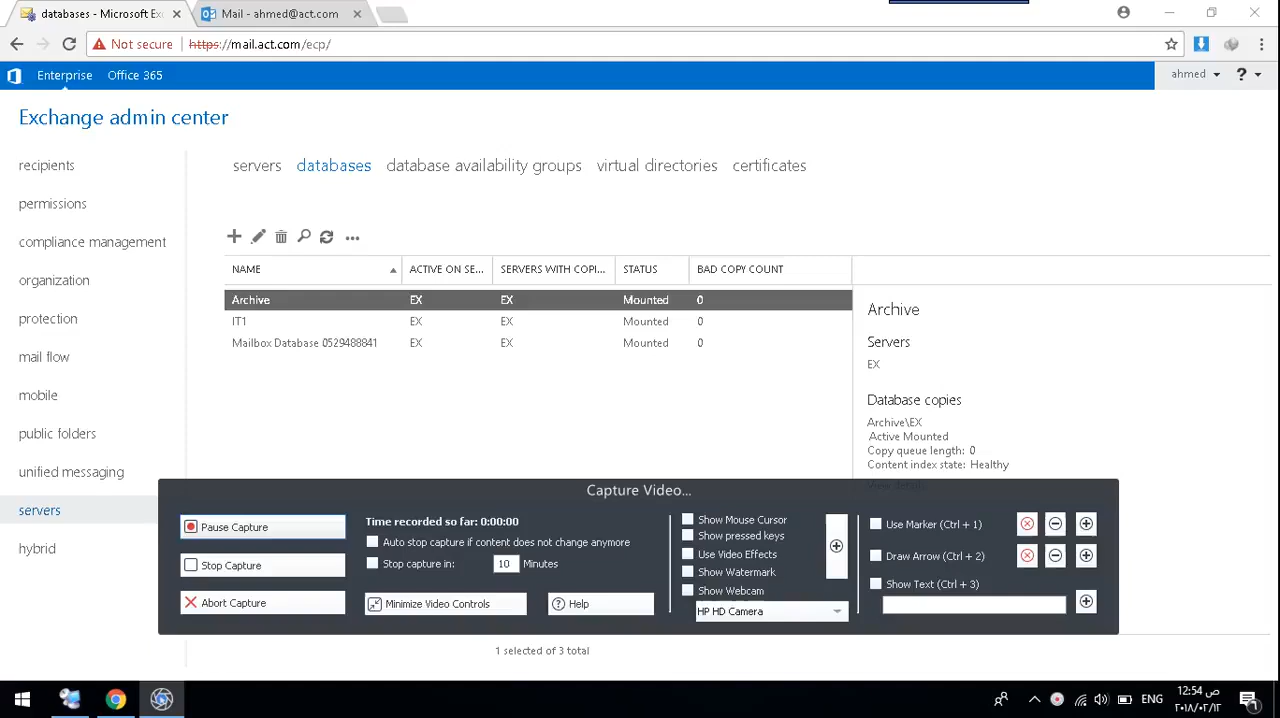 databases - Microsoft Ex
Mail - ahmed@act.com
Not secure
https://mail.act.com/ecp/
Enterprise Office 365
ahmed
?
Exchange admin center
recipients
permissions
compliance management
organization
protection
mail flow
mobile
public folders
unified messaging
servers
hybrid
servers databases database availability groups virtual directories certificates
NAME ACTIVE ON SE... SERVERS WITH COPI... STATUS BAD COPY COUNT
Archive EX EX Mounted 0
IT1 EX EX Mounted 0
Mailbox Database 0529488841 EX EX Mounted 0
Archive
Servers
EX
Database copies
Archive\EX
Active Mounted
Copy queue length: 0
Content index state: Healthy
View details
Capture Video...
Pause Capture
Stop Capture
Abort Capture
Time recorded so far: 0:00:00
Auto stop capture if content does not change anymore
Stop capture in: 10 Minutes
Minimize Video Controls
Help
Show Mouse Cursor
Show pressed keys
Use Video Effects
Show Watermark
Show Webcam
HP HD Camera
Use Marker (Ctrl + 1)
Draw Arrow (Ctrl + 2)
Show Text (Ctrl + 3)
1 selected of 3 total
ENG
12:54 ص
٢٠١٨/٠٢/١٢